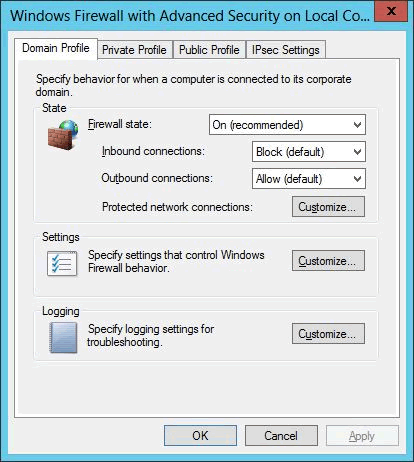 Windows Firewall with Advanced Security on Local Co...
x
Domain Profile Private Profile Public Profile IPsec Settings
Specify behavior for when a computer is connected to its corporate
domain.
State
Firewall state: On (recommended)
Inbound connections: Block (default)
Outbound connections: Allow (default)
Protected network connections: Customize...
Settings
Specify settings that control Windows
Firewall behavior.
Customize...
Logging
Specify logging settings for
troubleshooting.
Customize...
OK Cancel Apply